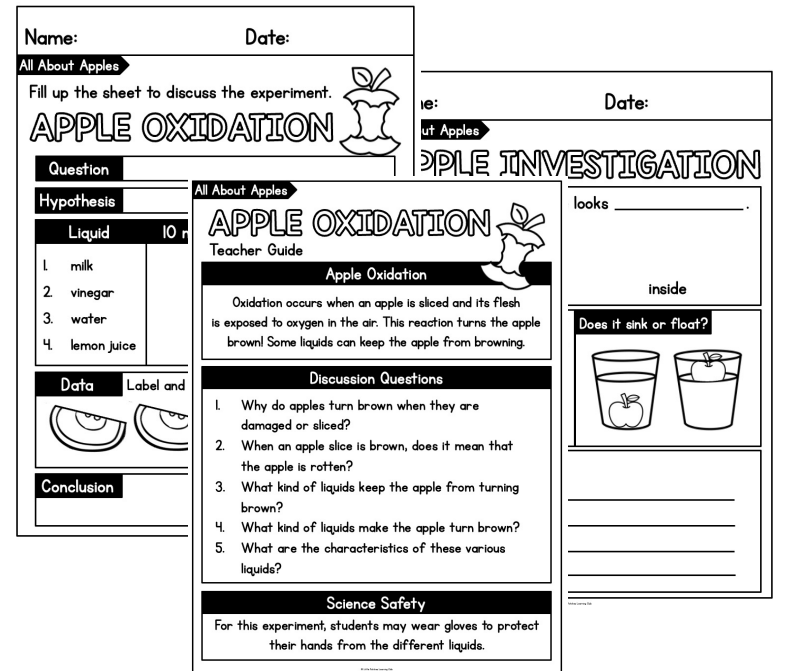 Name: Date:
All About Apples
Fill up the sheet to discuss the experiment.
APPLE OXIDATION
Question
Hypothesis
Liquid 10 m
1. milk
2. vinegar
3. water
4. lemon juice
Data Label and
Conclusion
All About Apples
APPLE OXIDATION
Teacher Guide
Apple Oxidation
Oxidation occurs when an apple is sliced and its flesh
is exposed to oxygen in the air. This reaction turns the apple
brown! Some liquids can keep the apple from browning.
Discussion Questions
1. Why do apples turn brown when they are
damaged or sliced?
2. When an apple slice is brown, does it mean that
the apple is rotten?
3. What kind of liquids keep the apple from turning
brown?
4. What kind of liquids make the apple turn brown?
5. What are the characteristics of these various
liquids?
Science Safety
For this experiment, students may wear gloves to protect
their hands from the different liquids.
me: Date:
out Apples
PPLE INVESTIGATION
looks ____________________.
inside
Does it sink or float?